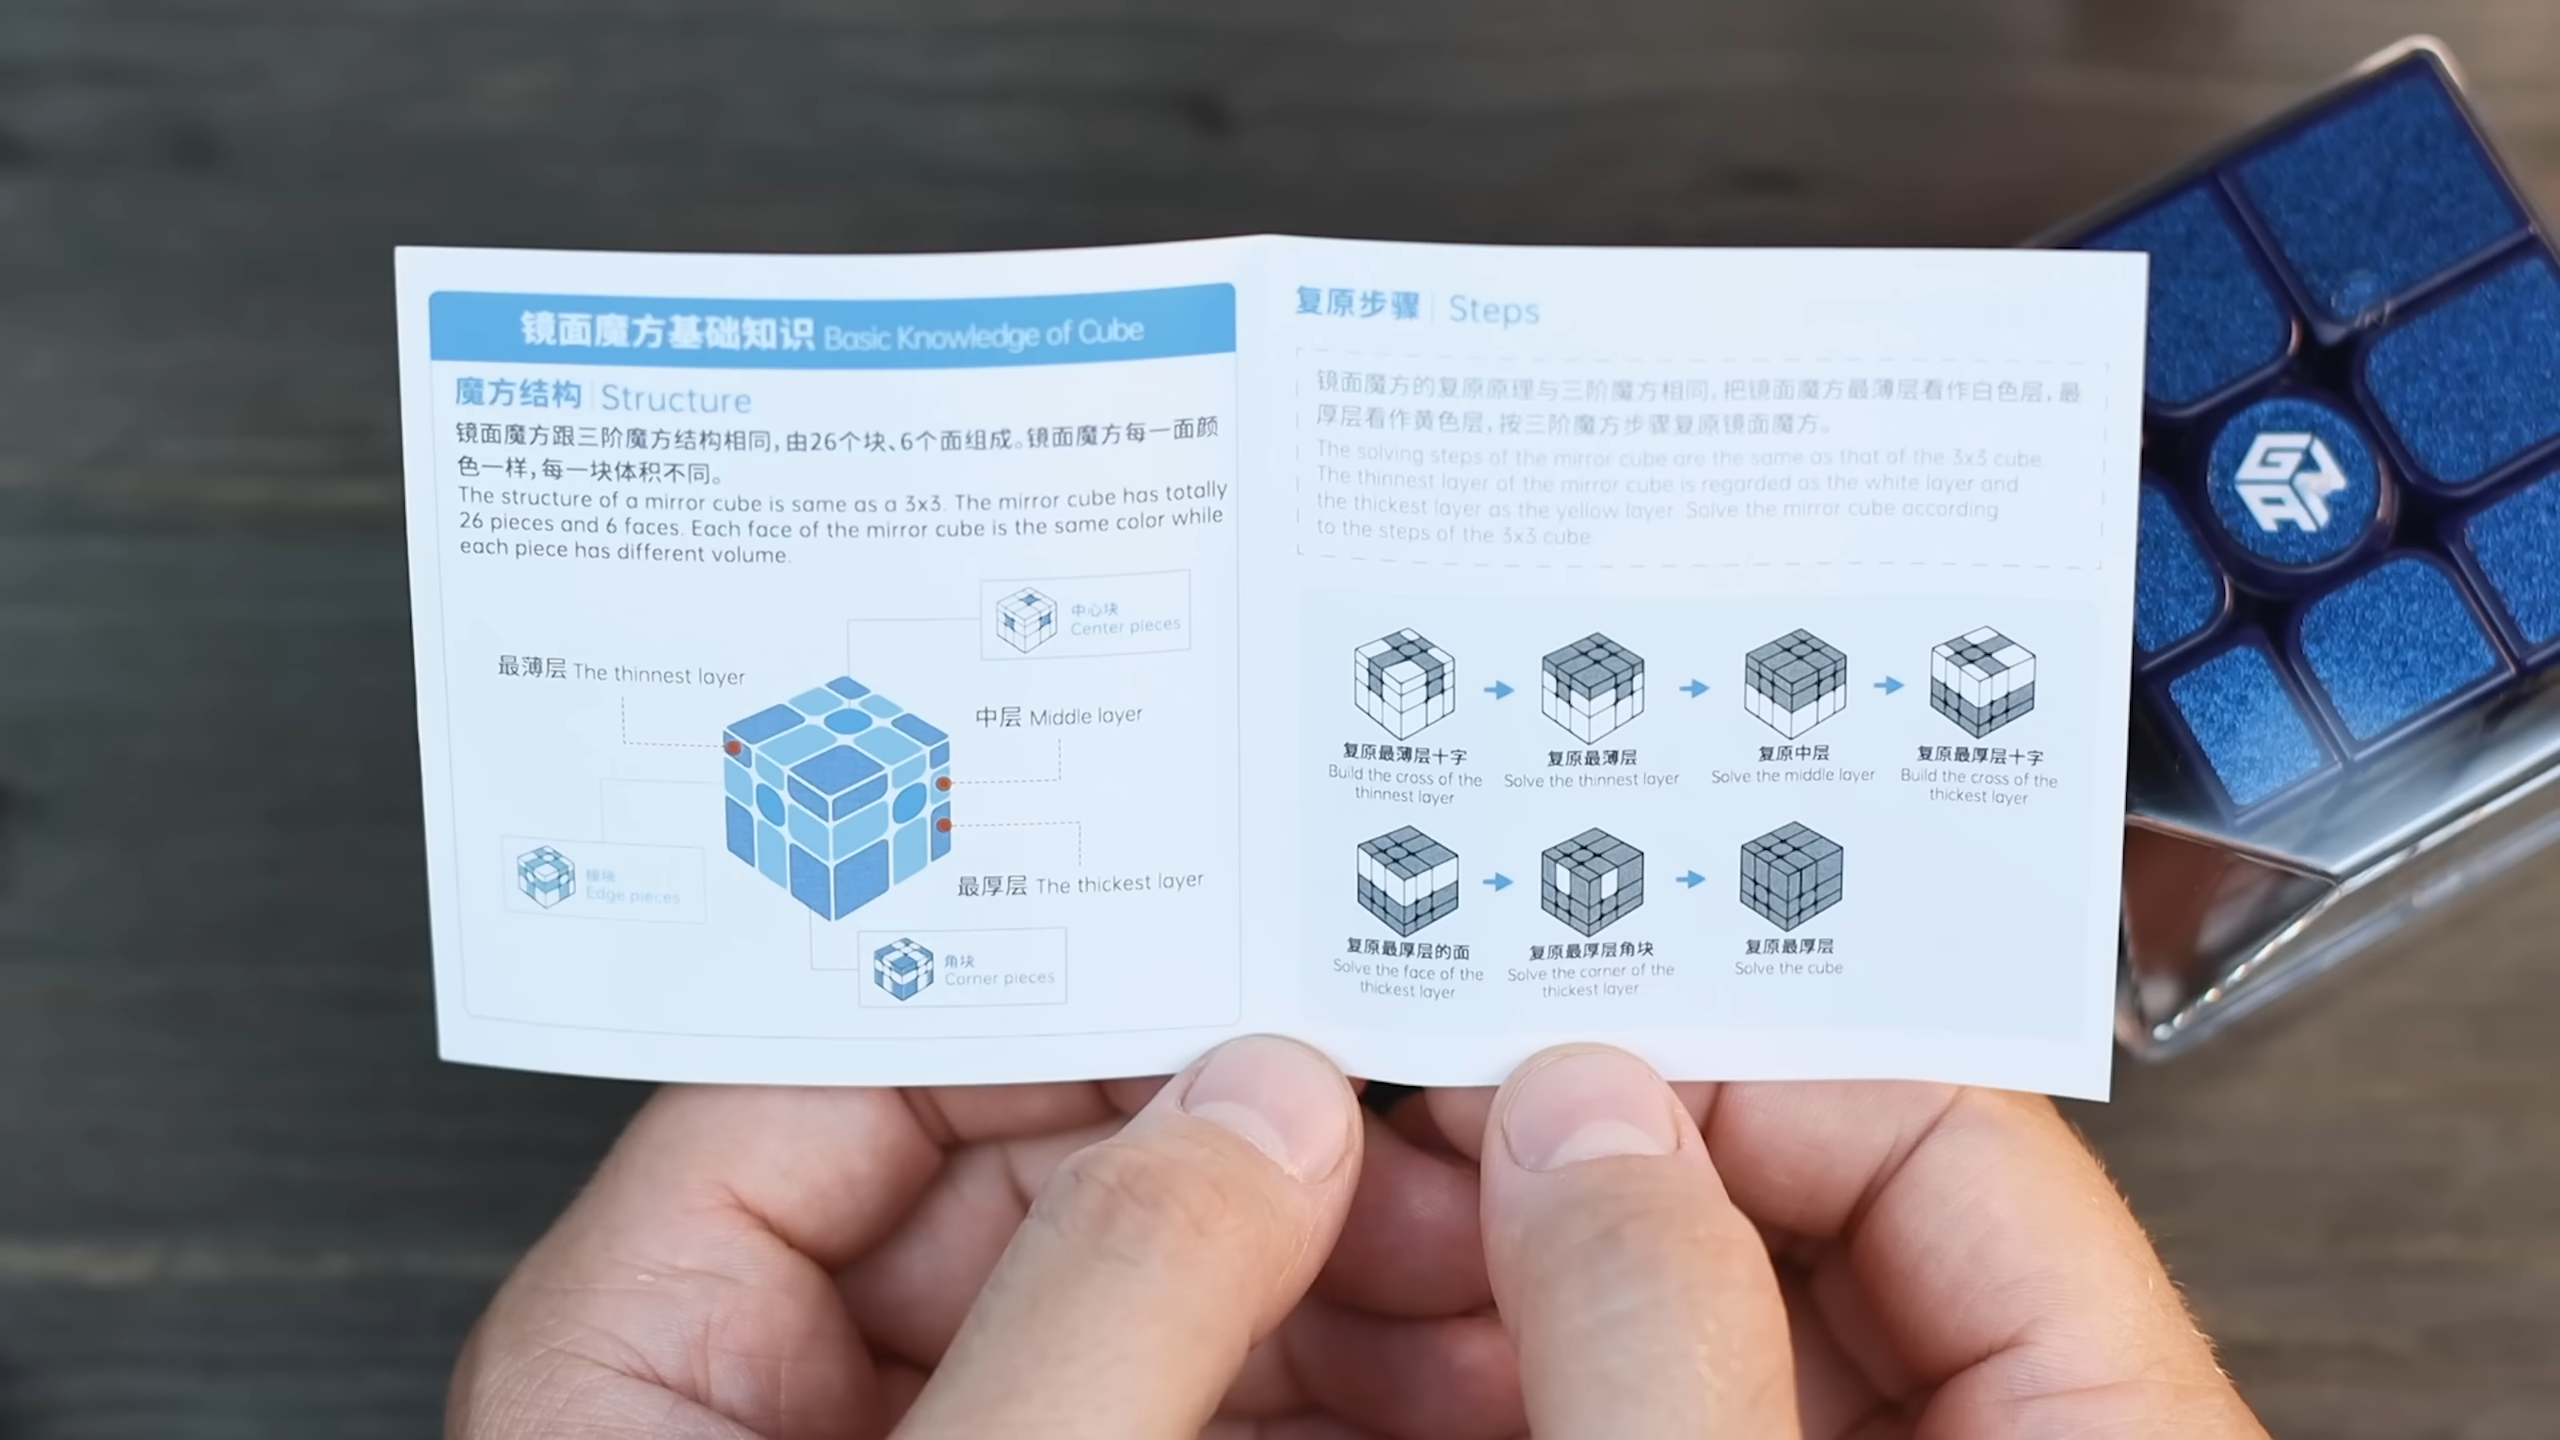 镜面魔方基础知识 Basic Knowledge of Cube
魔方结构 Structure
镜面魔方跟三阶魔方结构相同,由26个块、6个面组成。镜面魔方每一面颜
色一样,每一块体积不同。
The structure of a mirror cube is same as a 3x3. The mirror cube has totally
26 pieces and 6 faces. Each face of the mirror cube is the same color while
each piece has different volume.
中心块
Center pieces
最薄层 The thinnest layer
中层 Middle layer
棱块
Edge pieces
最厚层 The thickest layer
角块
Corner pieces
复原步骤 Steps
镜面魔方的复原原理与三阶魔方相同,把镜面魔方最薄层看作白色层,最
厚层看作黄色层,按三阶魔方步骤复原镜面魔方。
The solving steps of the mirror cube are the same as that of the 3x3 cube.
The thinnest layer of the mirror cube is regarded as the white layer and
the thickest layer as the yellow layer. Solve the mirror cube according
to the steps of the 3x3 cube
复原最薄层十字
Build the cross of the
thinnest layer
复原最薄层
Solve the thinnest layer
复原中层
Solve the middle layer
复原最厚层十字
Build the cross of the
thickest layer
复原最厚层的面
Solve the face of the
thickest layer
复原最厚层角块
Solve the corner of the
thickest layer
复原最厚层
Solve the cube
GAN